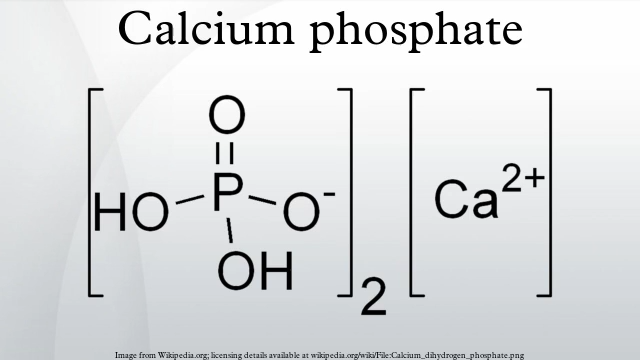 Calcium phosphate
O
HO P O⁻ Ca²⁺
OH
2
Image from Wikipedia.org; licensing details available at wikipedia.org/wiki/File:Calcium_dihydrogen_phosphate.png